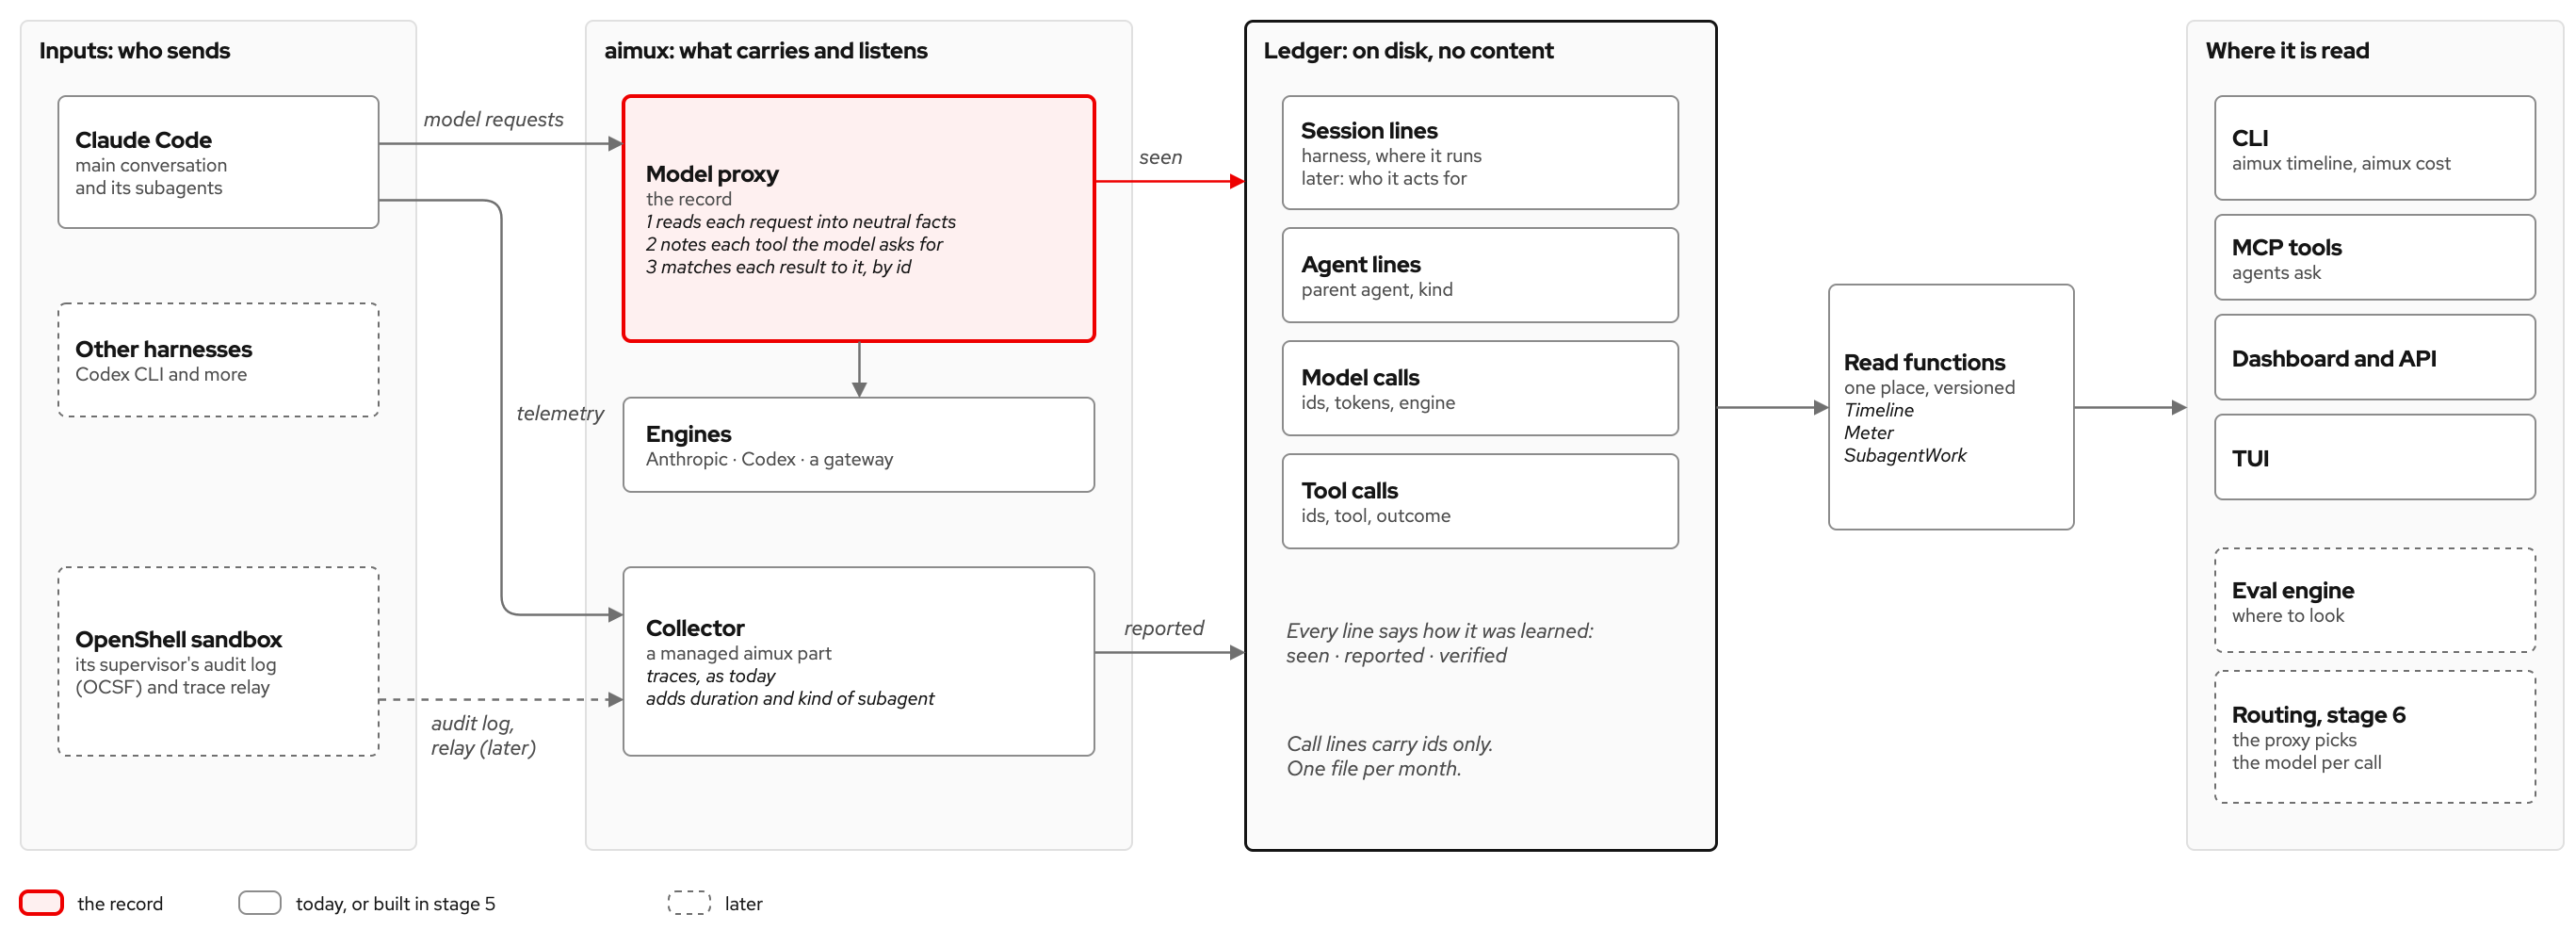 Inputs: who sends
Claude Code
main conversation
and its subagents
Other harnesses
Codex CLI and more
OpenShell sandbox
its supervisor's audit log
(OCSF) and trace relay
model requests
telemetry
audit log,
relay (later)
aimux: what carries and listens
Model proxy
the record
1 reads each request into neutral facts
2 notes each tool the model asks for
3 matches each result to it, by id
Engines
Anthropic · Codex · a gateway
Collector
a managed aimux part
traces, as today
adds duration and kind of subagent
seen
reported
Ledger: on disk, no content
Session lines
harness, where it runs
later: who it acts for
Agent lines
parent agent, kind
Model calls
ids, tokens, engine
Tool calls
ids, tool, outcome
Every line says how it was learned:
seen · reported · verified
Call lines carry ids only.
One file per month.
Read functions
one place, versioned
Timeline
Meter
SubagentWork
Where it is read
CLI
aimux timeline, aimux cost
MCP tools
agents ask
Dashboard and API
TUI
Eval engine
where to look
Routing, stage 6
the proxy picks
the model per call
the record
today, or built in stage 5
later